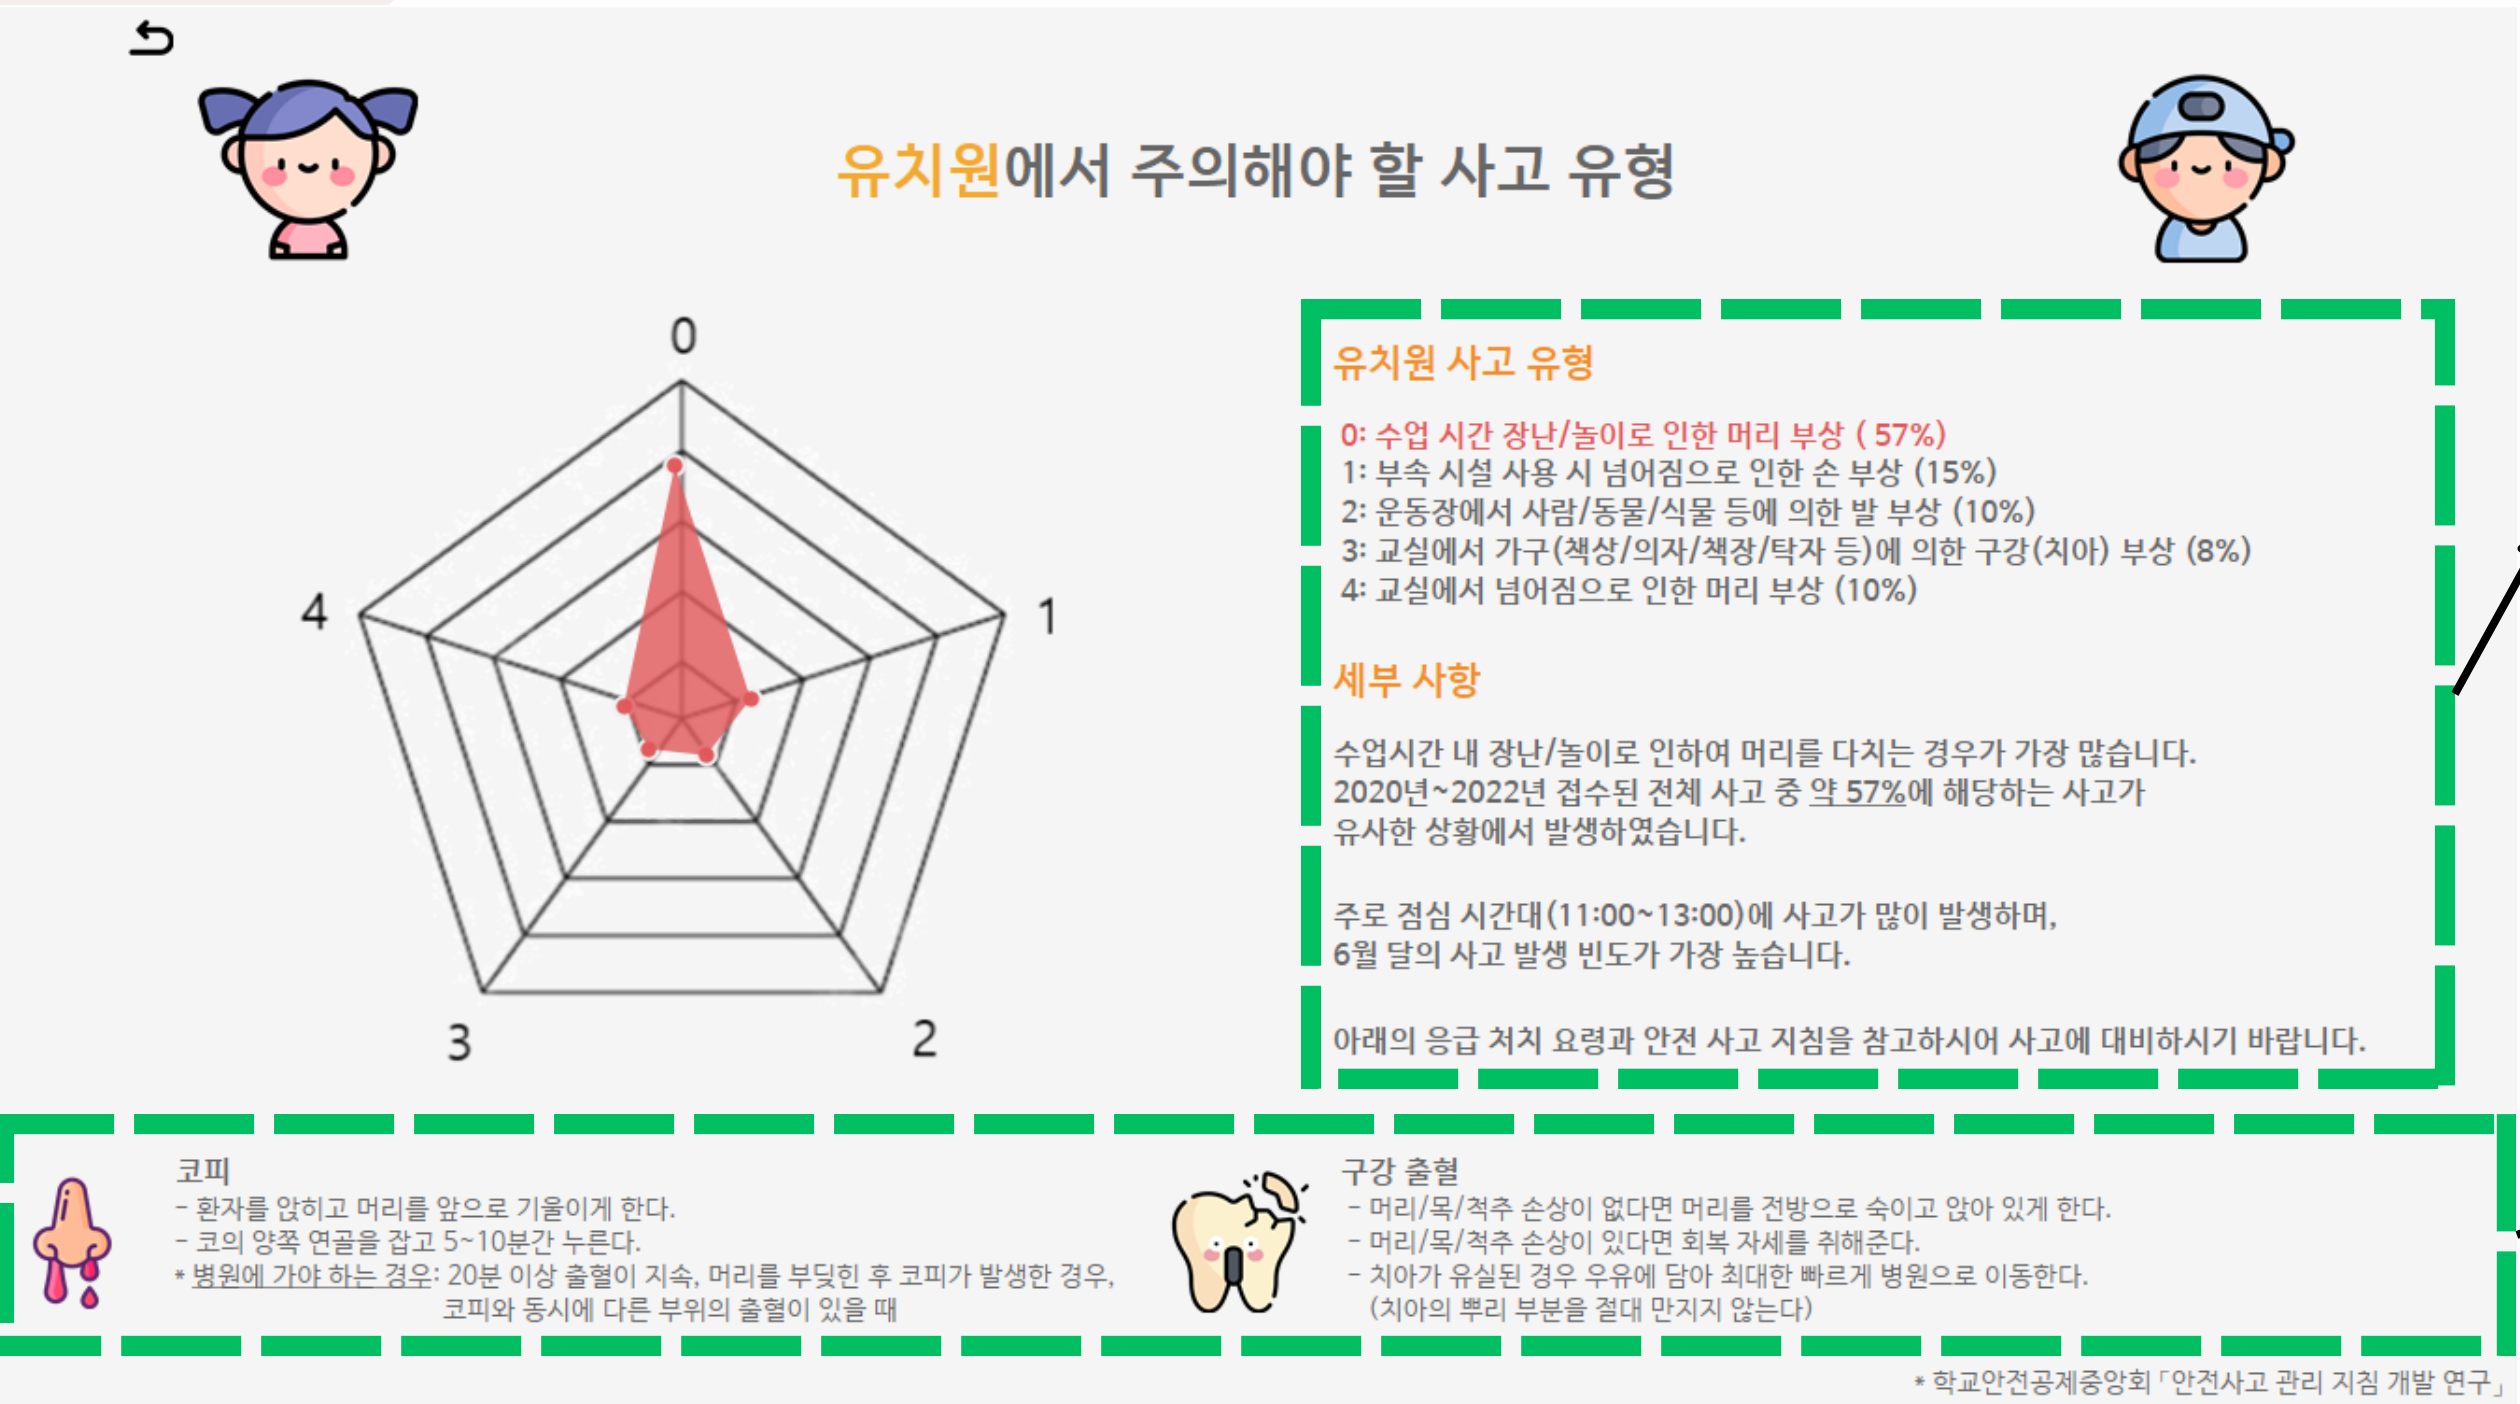 유치원에서 주의해야 할 사고 유형
0
1
2
3
4
유치원 사고 유형
0: 수업 시간 장난/놀이로 인한 머리 부상 ( 57%)
1: 부속 시설 사용 시 넘어짐으로 인한 손 부상 (15%)
2: 운동장에서 사람/동물/식물 등에 의한 발 부상 (10%)
3: 교실에서 가구(책상/의자/책장/탁자 등)에 의한 구강(치아) 부상 (8%)
4: 교실에서 넘어짐으로 인한 머리 부상 (10%)
세부 사항
수업시간 내 장난/놀이로 인하여 머리를 다치는 경우가 가장 많습니다.
2020년~2022년 접수된 전체 사고 중 약 57%에 해당하는 사고가
유사한 상황에서 발생하였습니다.
주로 점심 시간대(11:00~13:00)에 사고가 많이 발생하며,
6월 달의 사고 발생 빈도가 가장 높습니다.
아래의 응급 처치 요령과 안전 사고 지침을 참고하시어 사고에 대비하시기 바랍니다.
코피
- 환자를 앉히고 머리를 앞으로 기울이게 한다.
- 코의 양쪽 연골을 잡고 5~10분간 누른다.
* 병원에 가야 하는 경우: 20분 이상 출혈이 지속, 머리를 부딪힌 후 코피가 발생한 경우,
코피와 동시에 다른 부위의 출혈이 있을 때
구강 출혈
- 머리/목/척추 손상이 없다면 머리를 전방으로 숙이고 앉아 있게 한다.
- 머리/목/척추 손상이 있다면 회복 자세를 취해준다.
- 치아가 유실된 경우 우유에 담아 최대한 빠르게 병원으로 이동한다.
(치아의 뿌리 부분을 절대 만지지 않는다)
* 학교안전공제중앙회 「안전사고 관리 지침 개발 연구」